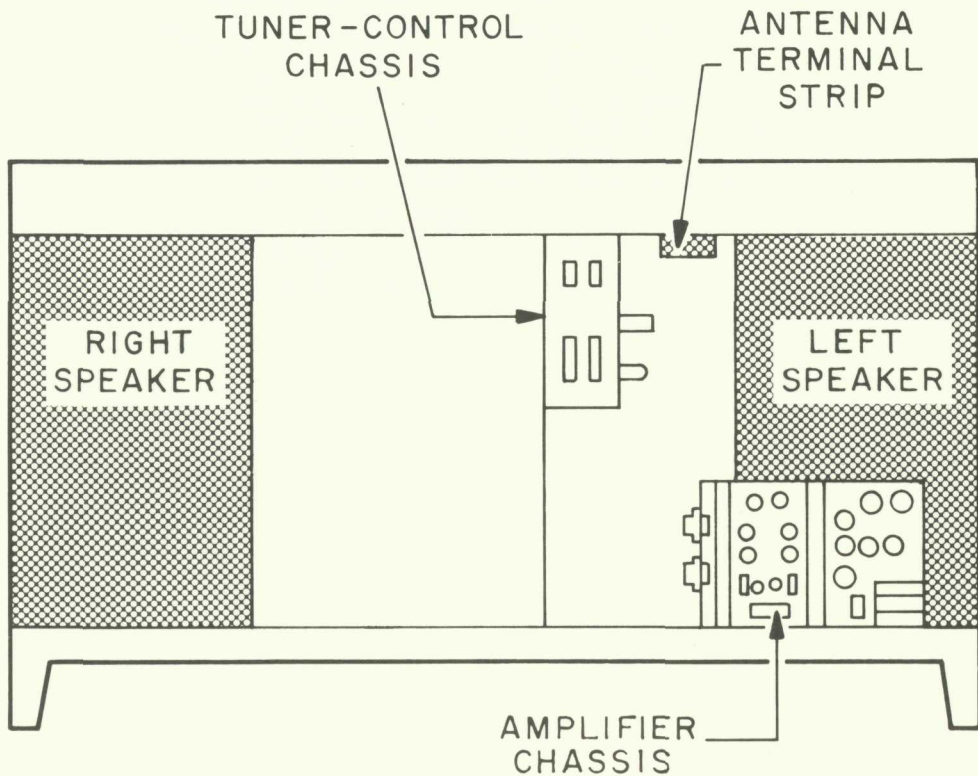 TUNER-CONTROL
CHASSIS
ANTENNA
TERMINAL
STRIP
RIGHT
SPEAKER
LEFT
SPEAKER
AMPLIFIER
CHASSIS